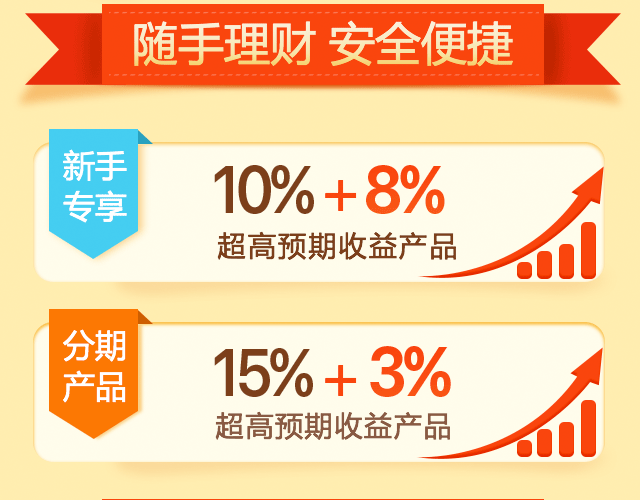 随手理财 安全便捷
新手
专享
10%+8%
超高预期收益产品
分期
产品
15%+3%
超高预期收益产品